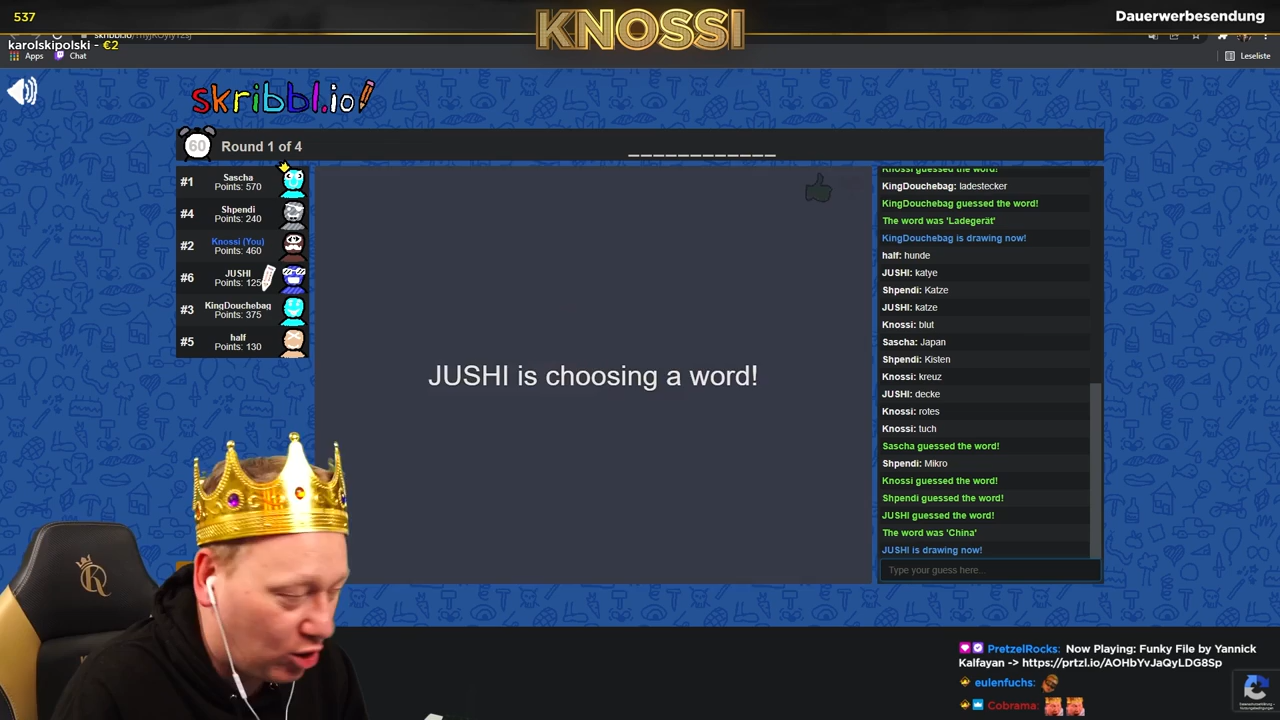 537
KNOSSI
Dauerwerbesendung
karolskipolski - €2
Apps
Chat
Leseliste
skribbl.io
60
Round 1 of 4
____________
#1
Sascha
Points: 570
#4
Shpendi
Points: 240
#2
Knossi (You)
Points: 460
#6
JUSHI
Points: 125
#3
KingDouchebag
Points: 375
#5
half
Points: 130
JUSHI is choosing a word!
Knossi guessed the word!
KingDouchebag: ladestecker
KingDouchebag guessed the word!
The word was 'Ladegerät'
KingDouchebag is drawing now!
half: hunde
JUSHI: katye
Shpendi: Katze
JUSHI: katze
Knossi: blut
Sascha: Japan
Shpendi: Kisten
Knossi: kreuz
JUSHI: decke
Knossi: rotes
Knossi: tuch
Sascha guessed the word!
Shpendi: Mikro
Knossi guessed the word!
Shpendi guessed the word!
JUSHI guessed the word!
The word was 'China'
JUSHI is drawing now!
Type your guess here...
K
PretzelRocks: Now Playing: Funky File by Yannick
Kalfayan -> https://prtzl.io/AOHbYvJaQyLDG8Sp
eulenfuchs:
Cobrama: